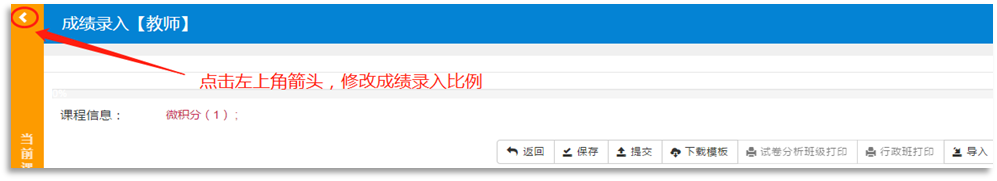 成绩录入【教师】
点击左上角箭头，修改成绩录入比例
课程信息：
微积分（1）;
当前
返回 保存 提交 下载模板 试卷分析班级打印 行政班打印 导入